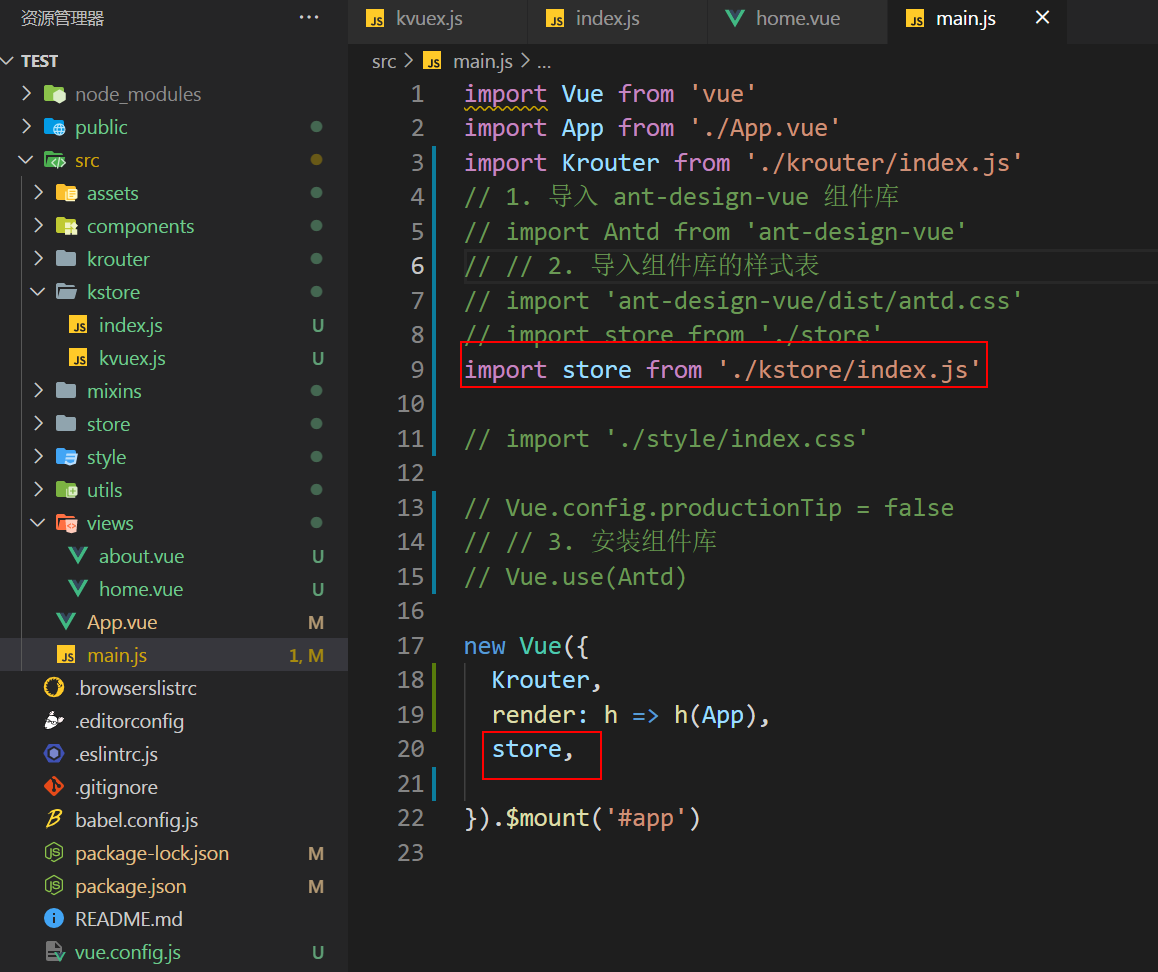 资源管理器 ...
TEST
node_modules
public
src
assets
components
krouter
kstore
JS index.js U
JS kvuex.js U
mixins
store
style
utils
views
about.vue U
home.vue U
App.vue M
JS main.js 1, M
.browserslistrc
.editorconfig
.eslintrc.js
.gitignore
babel.config.js
package-lock.json M
package.json M
README.md
vue.config.js U
JS kvuex.js JS index.js home.vue JS main.js
src > JS main.js > ...
1 import Vue from 'vue'
2 import App from './App.vue'
3 import Krouter from './krouter/index.js'
4 // 1. 导入 ant-design-vue 组件库
5 // import Antd from 'ant-design-vue'
6 // // 2. 导入组件库的样式表
7 // import 'ant-design-vue/dist/antd.css'
8 // import store from './store'
9 import store from './kstore/index.js'
10
11 // import './style/index.css'
12
13 // Vue.config.productionTip = false
14 // // 3. 安装组件库
15 // Vue.use(Antd)
16
17 new Vue({
18 Krouter,
19 render: h => h(App),
20 store,
21
22 }).$mount('#app')
23